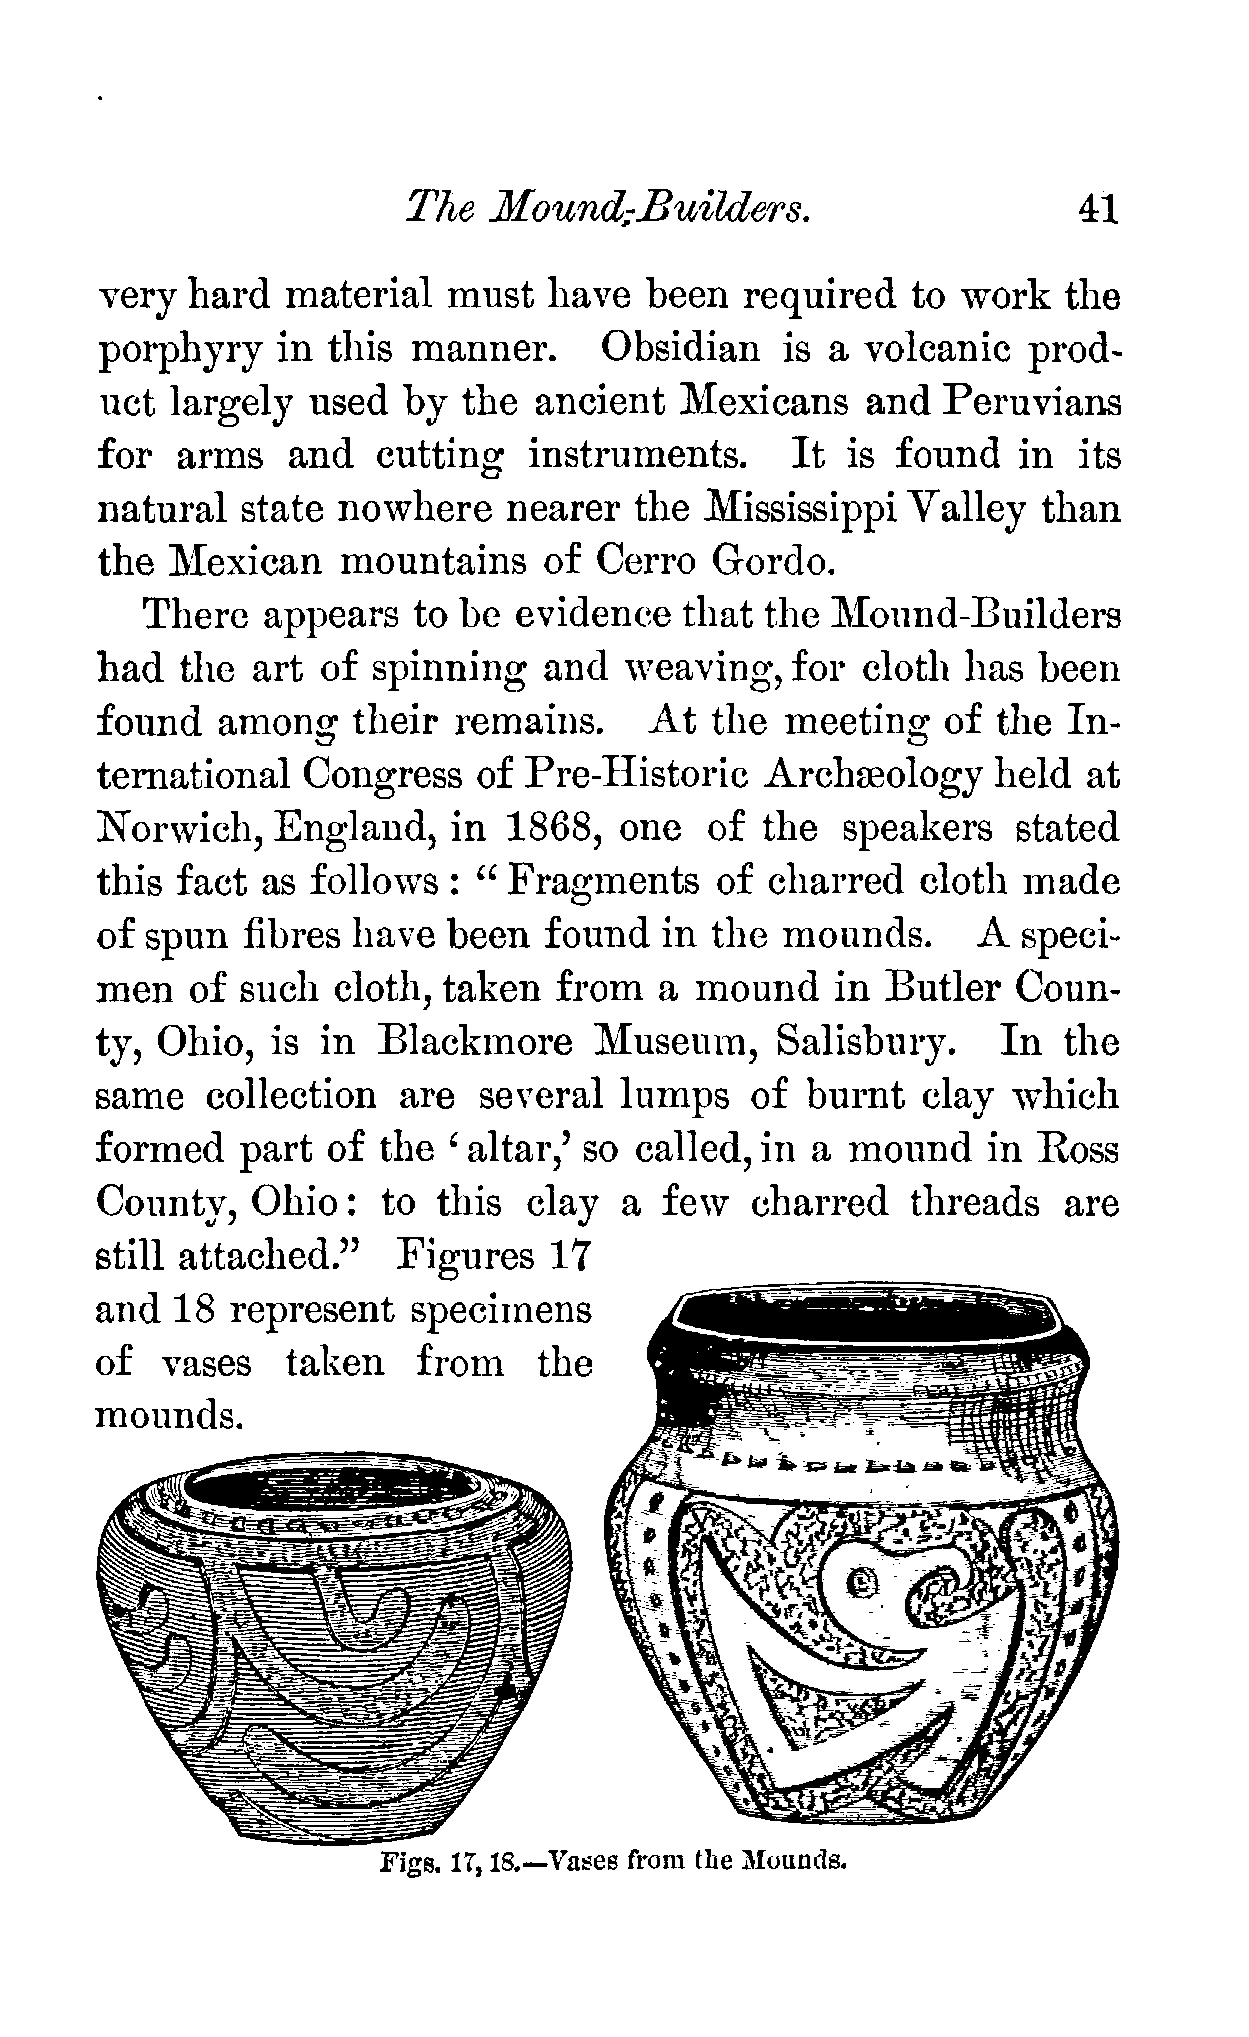 The Mound-Builders. 41
very hard material must have been required to work the
porphyry in this manner. Obsidian is a volcanic prod-
uct largely used by the ancient Mexicans and Peruvians
for arms and cutting instruments. It is found in its
natural state nowhere nearer the Mississippi Valley than
the Mexican mountains of Cerro Gordo.
There appears to be evidence that the Mound-Builders
had the art of spinning and weaving, for cloth has been
found among their remains. At the meeting of the In-
ternational Congress of Pre-Historic Archæology held at
Norwich, England, in 1868, one of the speakers stated
this fact as follows: “Fragments of charred cloth made
of spun fibres have been found in the mounds. A speci-
men of such cloth, taken from a mound in Butler Coun-
ty, Ohio, is in Blackmore Museum, Salisbury. In the
same collection are several lumps of burnt clay which
formed part of the ‘altar,’ so called, in a mound in Ross
County, Ohio: to this clay a few charred threads are
still attached.” Figures 17
and 18 represent specimens
of vases taken from the
mounds.
Figs. 17, 18.—Vases from the Mounds.